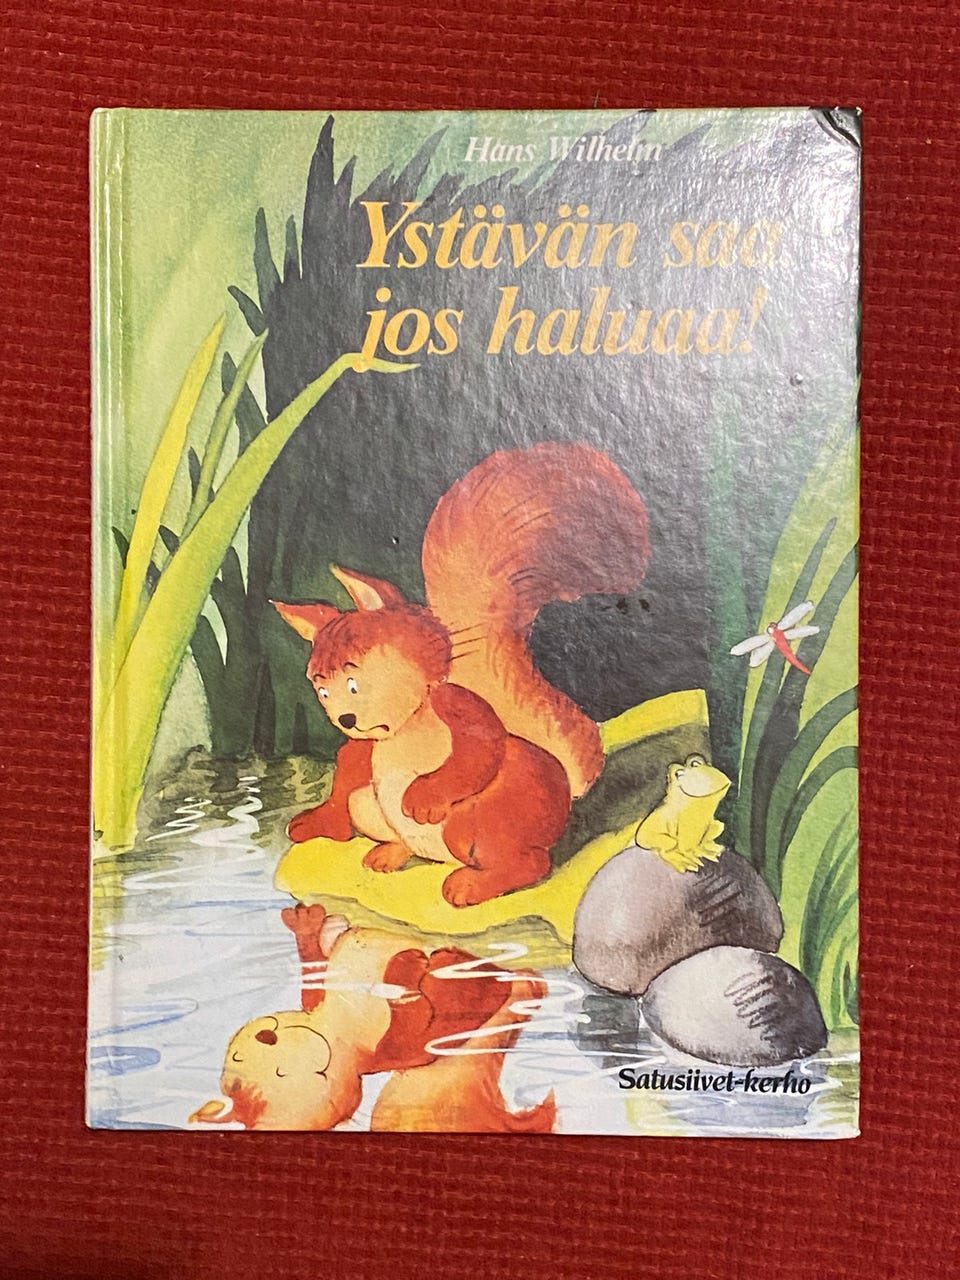 Hans Wilhelm
Ystävän saa
jos haluaa!
Satusiivet-kerho